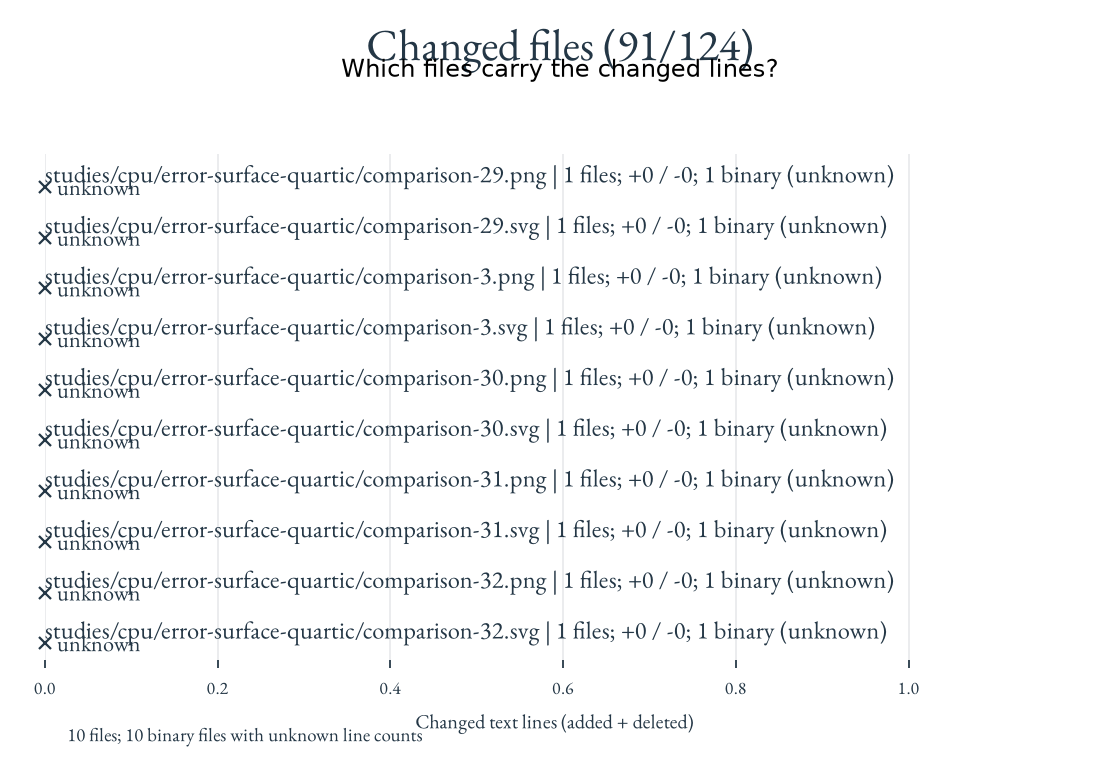 Changed files (91/124)
Which files carry the changed lines?
studies/cpu/error-surface-quartic/comparison-29.png | 1 files; +0 / -0; 1 binary (unknown)
unknown
studies/cpu/error-surface-quartic/comparison-29.svg | 1 files; +0 / -0; 1 binary (unknown)
unknown
studies/cpu/error-surface-quartic/comparison-3.png | 1 files; +0 / -0; 1 binary (unknown)
unknown
studies/cpu/error-surface-quartic/comparison-3.svg | 1 files; +0 / -0; 1 binary (unknown)
unknown
studies/cpu/error-surface-quartic/comparison-30.png | 1 files; +0 / -0; 1 binary (unknown)
unknown
studies/cpu/error-surface-quartic/comparison-30.svg | 1 files; +0 / -0; 1 binary (unknown)
unknown
studies/cpu/error-surface-quartic/comparison-31.png | 1 files; +0 / -0; 1 binary (unknown)
unknown
studies/cpu/error-surface-quartic/comparison-31.svg | 1 files; +0 / -0; 1 binary (unknown)
unknown
studies/cpu/error-surface-quartic/comparison-32.png | 1 files; +0 / -0; 1 binary (unknown)
unknown
studies/cpu/error-surface-quartic/comparison-32.svg | 1 files; +0 / -0; 1 binary (unknown)
unknown
0.0 0.2 0.4 0.6 0.8 1.0
Changed text lines (added + deleted)
10 files; 10 binary files with unknown line counts